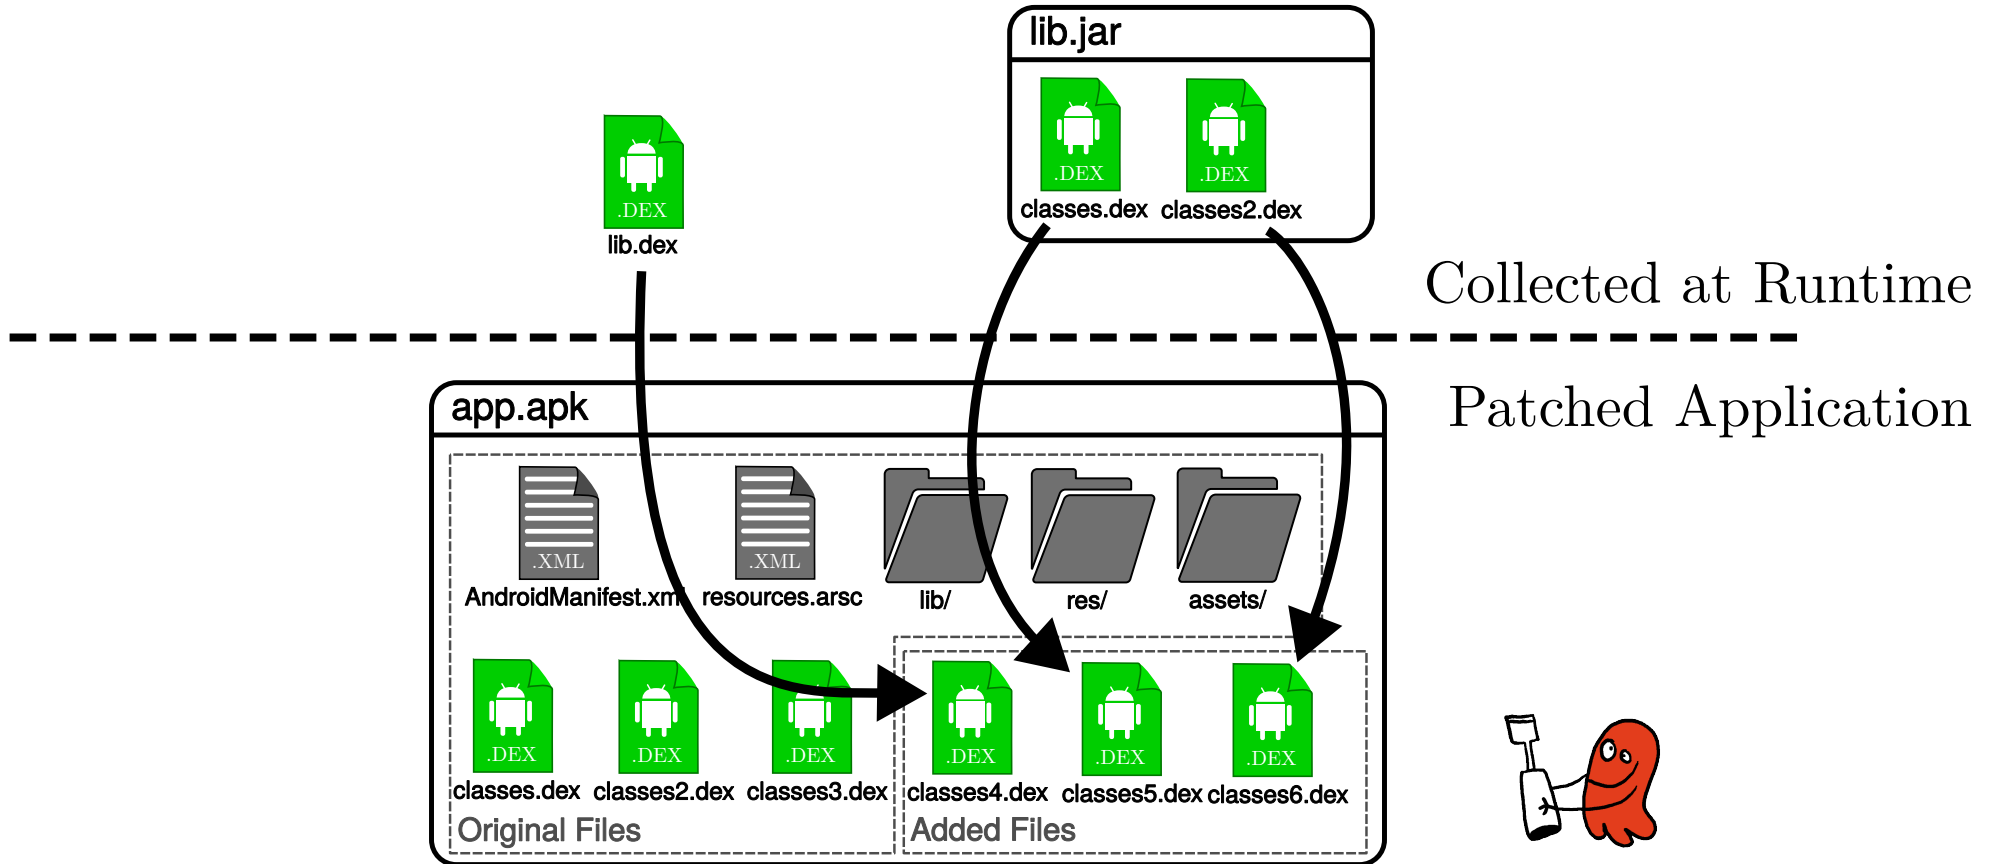 lib.jar
.DEX
.DEX
classes.dex classes2.dex
.DEX
lib.dex
Collected at Runtime
Patched Application
app.apk
.XML
.XML
AndroidManifest.xml resources.arsc lib/ res/ assets/
.DEX .DEX .DEX .DEX .DEX .DEX
classes.dex classes2.dex classes3.dex classes4.dex classes5.dex classes6.dex
Original Files
Added Files